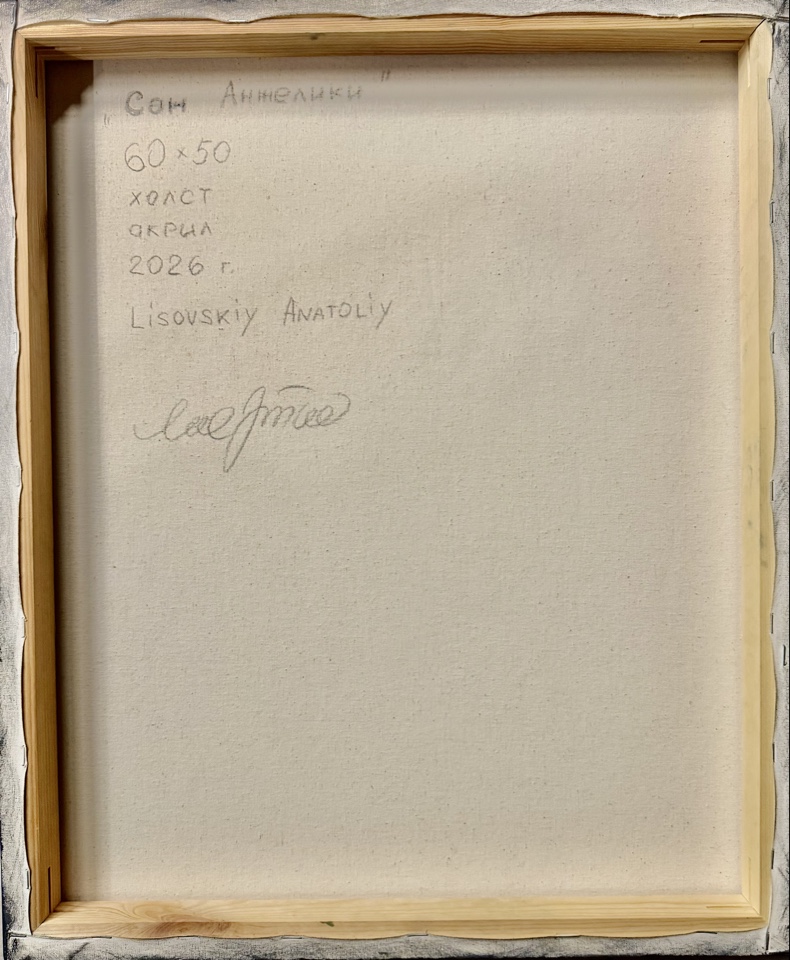 „Сон Анжелики"
60×50
холст
акрил
2026 г.
Lisovskiy Anatoliy